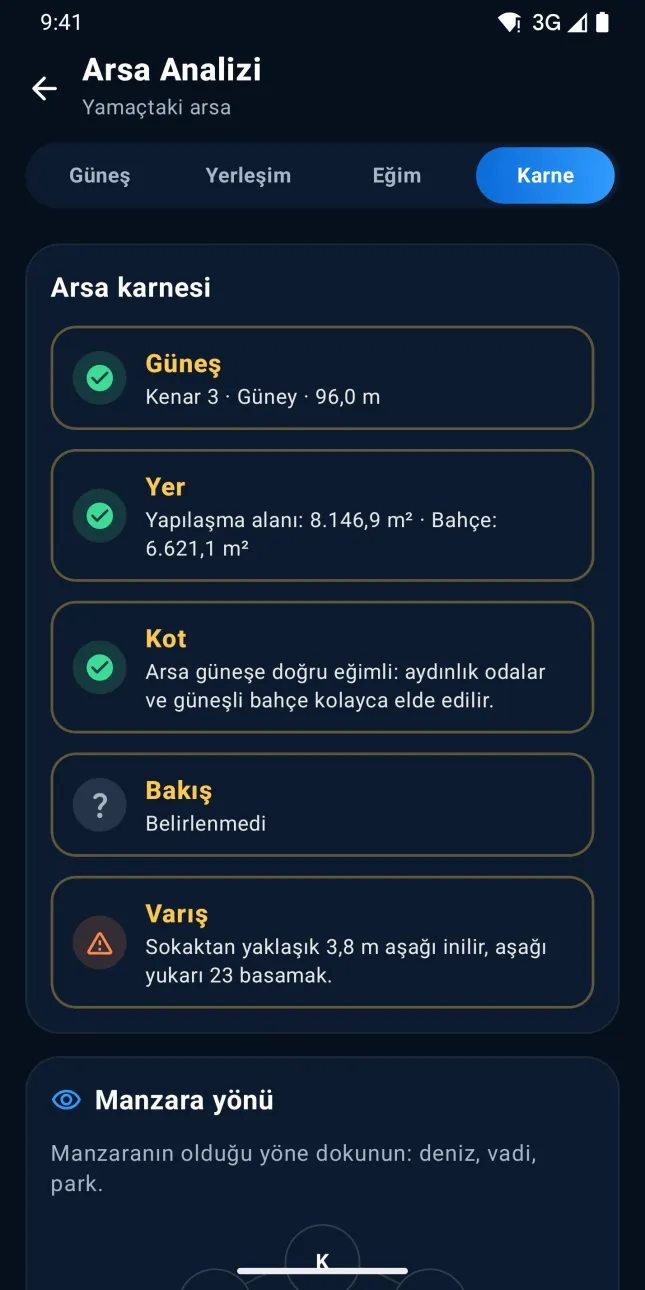 9:41
3G
Arsa Analizi
Yamaçtaki arsa
Güneş
Yerleşim
Eğim
Karne
Arsa karnesi
Güneş
Kenar 3 · Güney · 96,0 m
Yer
Yapılaşma alanı: 8.146,9 m² · Bahçe:
6.621,1 m²
Kot
Arsa güneşe doğru eğimli: aydınlık odalar
ve güneşli bahçe kolayca elde edilir.
Bakış
Belirlenmedi
Varış
Sokaktan yaklaşık 3,8 m aşağı inilir, aşağı
yukarı 23 basamak.
Manzara yönü
Manzaranın olduğu yöne dokunun: deniz, vadi,
park.
K